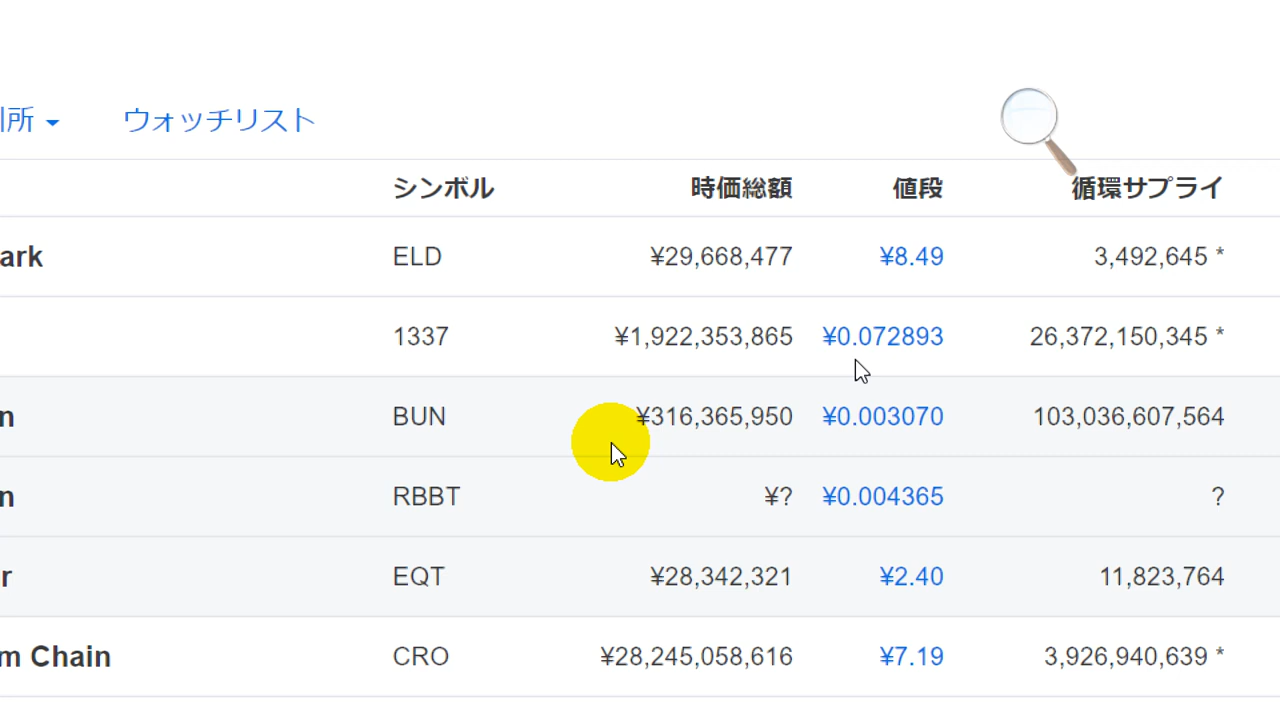 所 ウォッチリスト
シンボル 時価総額 値段 循環サプライ
ark ELD ¥29,668,477 ¥8.49 3,492,645 *
1337 ¥1,922,353,865 ¥0.072893 26,372,150,345 *
n BUN ¥316,365,950 ¥0.003070 103,036,607,564
n RBBT ¥? ¥0.004365 ?
r EQT ¥28,342,321 ¥2.40 11,823,764
m Chain CRO ¥28,245,058,616 ¥7.19 3,926,940,639 *